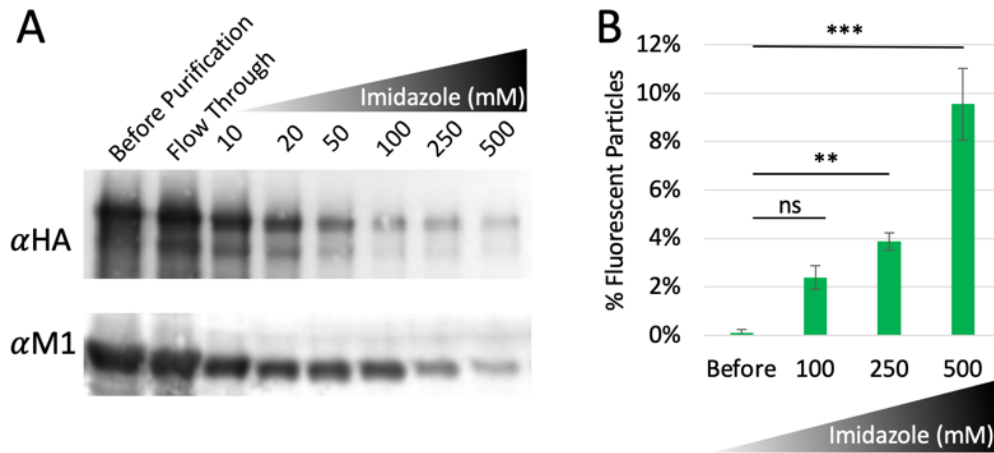 A
Before Purification
Flow Through
Imidazole (mM)
10 20 50 100 250 500
αHA
αM1
B
12%
10%
8%
6%
4%
2%
0%
% Fluorescent Particles
***
**
ns
Before 100 250 500
Imidazole (mM)